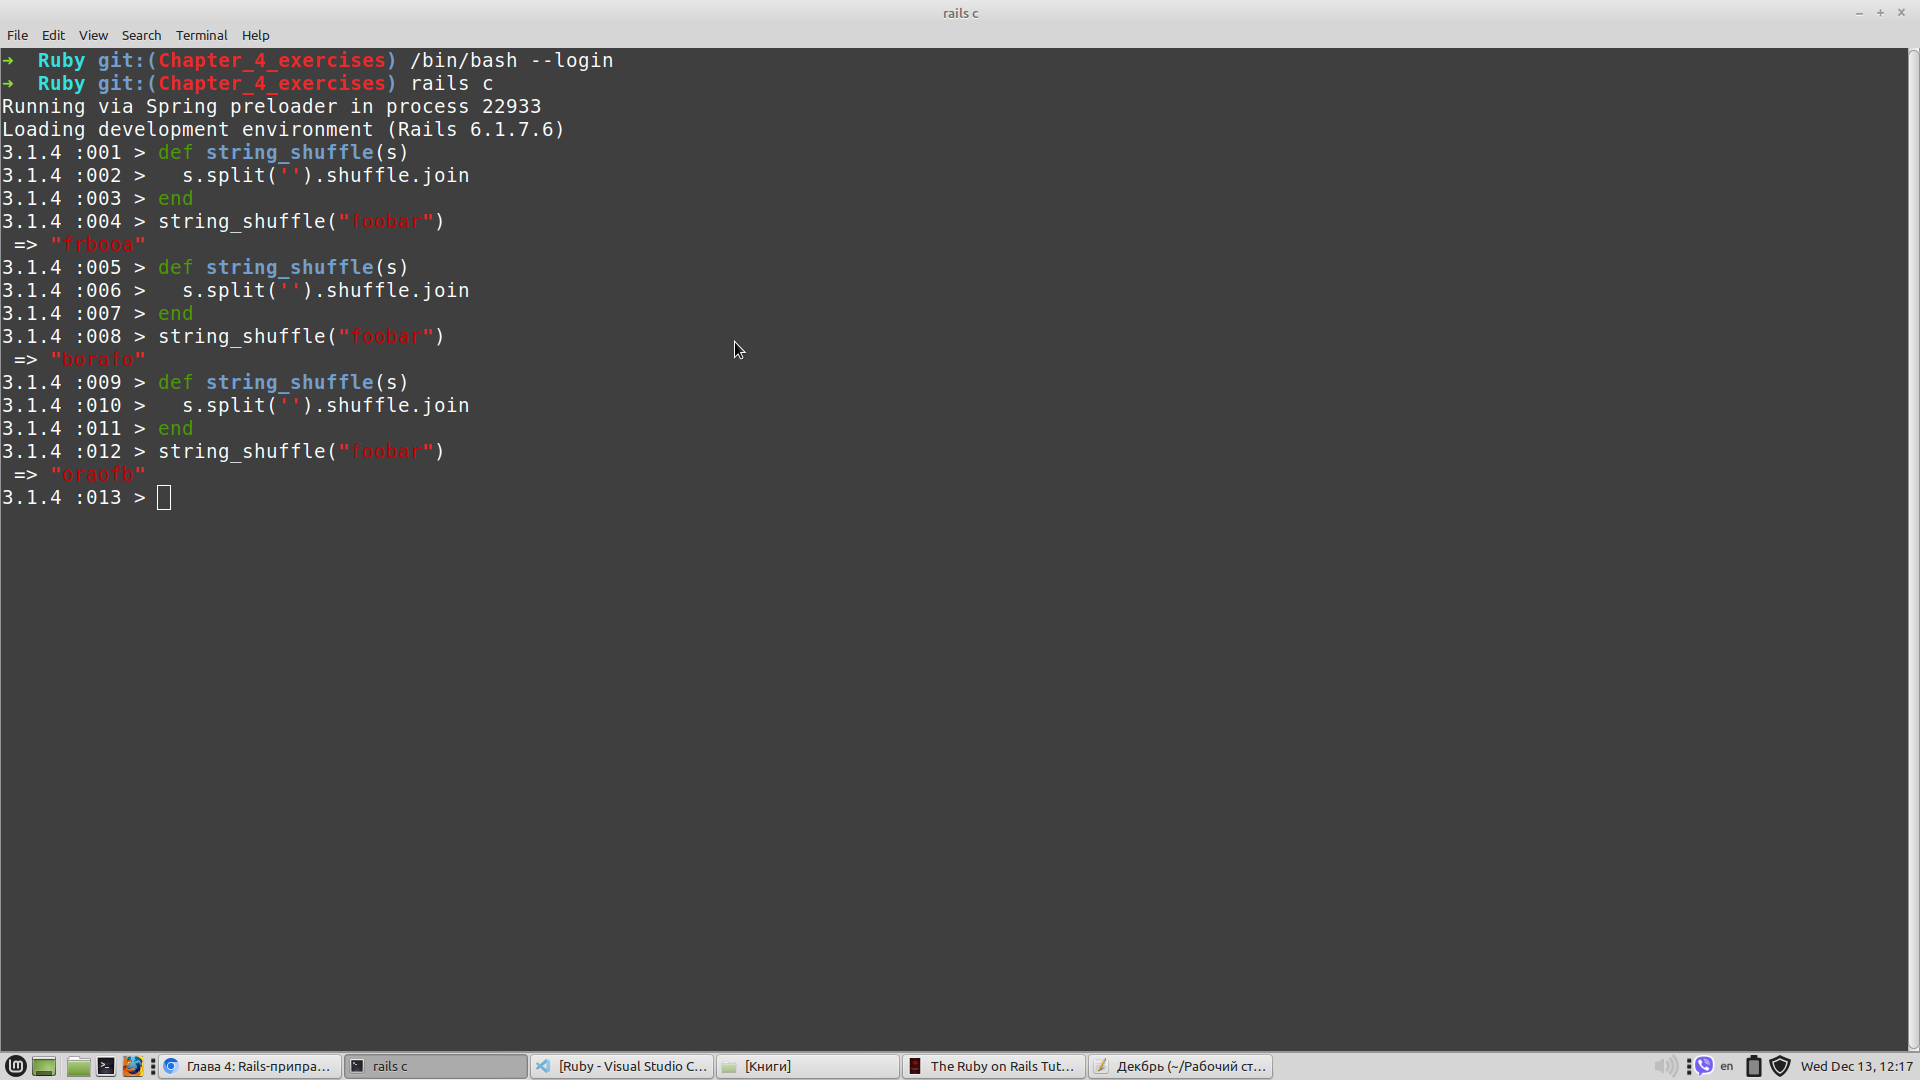 rails c
File Edit View Search Terminal Help
➜  Ruby git:(Chapter_4_exercises) /bin/bash --login
➜  Ruby git:(Chapter_4_exercises) rails c
Running via Spring preloader in process 22933
Loading development environment (Rails 6.1.7.6)
3.1.4 :001 > def string_shuffle(s)
3.1.4 :002 >   s.split('').shuffle.join
3.1.4 :003 > end
3.1.4 :004 > string_shuffle("foobar")
 => "frbooa"
3.1.4 :005 > def string_shuffle(s)
3.1.4 :006 >   s.split('').shuffle.join
3.1.4 :007 > end
3.1.4 :008 > string_shuffle("foobar")
 => "borafo"
3.1.4 :009 > def string_shuffle(s)
3.1.4 :010 >   s.split('').shuffle.join
3.1.4 :011 > end
3.1.4 :012 > string_shuffle("foobar")
 => "oraofb"
3.1.4 :013 >
Глава 4: Rails-припра... rails c [Ruby - Visual Studio C... [Книги] The Ruby on Rails Tut... Декбрь (~/Рабочий ст... en Wed Dec 13, 12:17